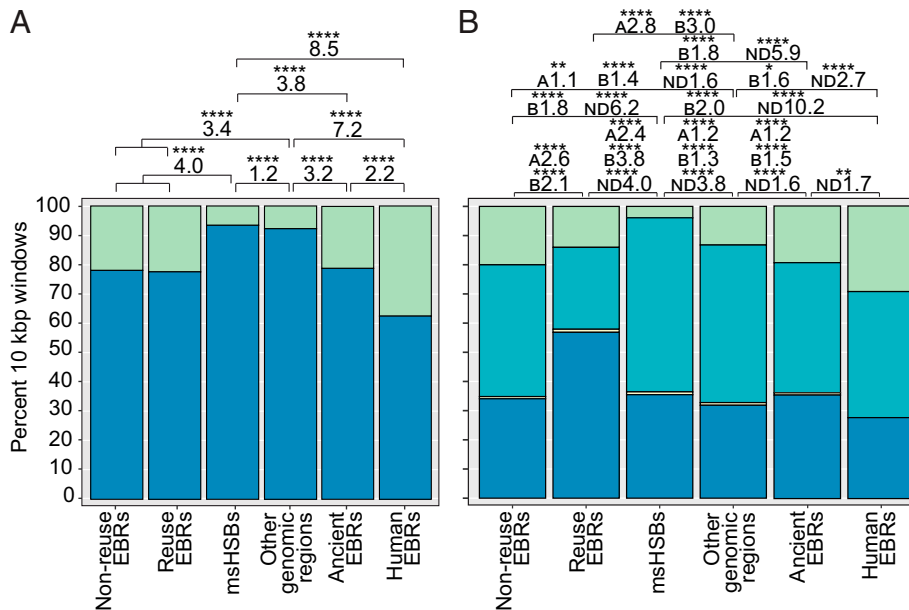 A
****
8.5
****
3.8
****
3.4
****
7.2
****
4.0
****
1.2
****
3.2
****
2.2
Percent 10 kbp windows
100
90
80
70
60
50
40
30
20
10
0
Non-reuse EBRs
Reuse EBRs
msHSBs
Other genomic regions
Ancient EBRs
Human EBRs
B
**** ****
A2.8 B3.0
**** ****
B1.8 ND5.9
** **** **** * ****
A1.1 B1.4 ND1.6 B1.6 ND2.7
**** **** **** ****
B1.8 ND6.2 B2.0 ND10.2
**** **** ****
A2.4 A1.2 A1.2
**** **** **** ****
A2.6 B3.8 B1.3 B1.5
**** **** **** **** **
B2.1 ND4.0 ND3.8 ND1.6 ND1.7
Non-reuse EBRs
Reuse EBRs
msHSBs
Other genomic regions
Ancient EBRs
Human EBRs